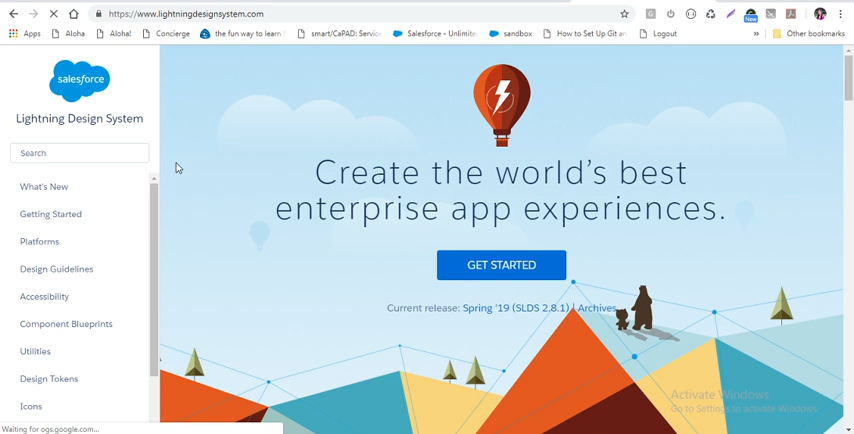 https://www.lightningdesignsystem.com
New
Apps
Aloha
Aloha!
Concierge
the fun way to learn
smart/CaPAD: Service
Salesforce - Unlimite
sandbox
How to Set Up Git an
Logout
»
Other bookmarks
salesforce
Lightning Design System
Search
What's New
Getting Started
Platforms
Design Guidelines
Accessibility
Component Blueprints
Utilities
Design Tokens
Icons
Create the world's best
enterprise app experiences.
GET STARTED
Current release: Spring '19 (SLDS 2.8.1) | Archives
Activate Windows
Go to Settings to activate Windows.
Waiting for ogs.google.com...